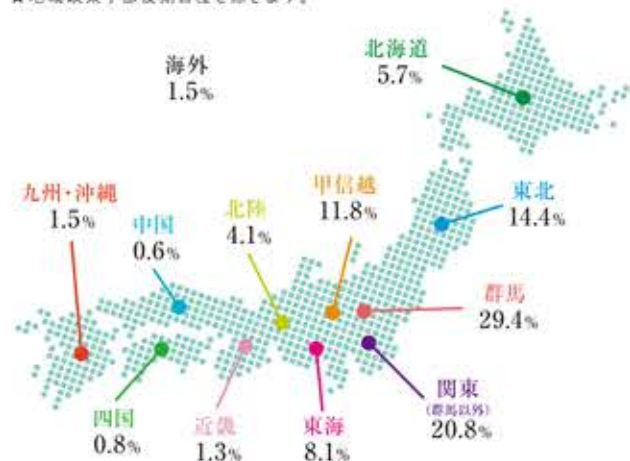 海外
1.5%
北海道
5.7%
九州・沖縄
1.5%
中国
0.6%
北陸
4.1%
甲信越
11.8%
東北
14.4%
群馬
29.4%
関東
(群馬以外)
20.8%
四国
0.8%
近畿
1.3%
東海
8.1%